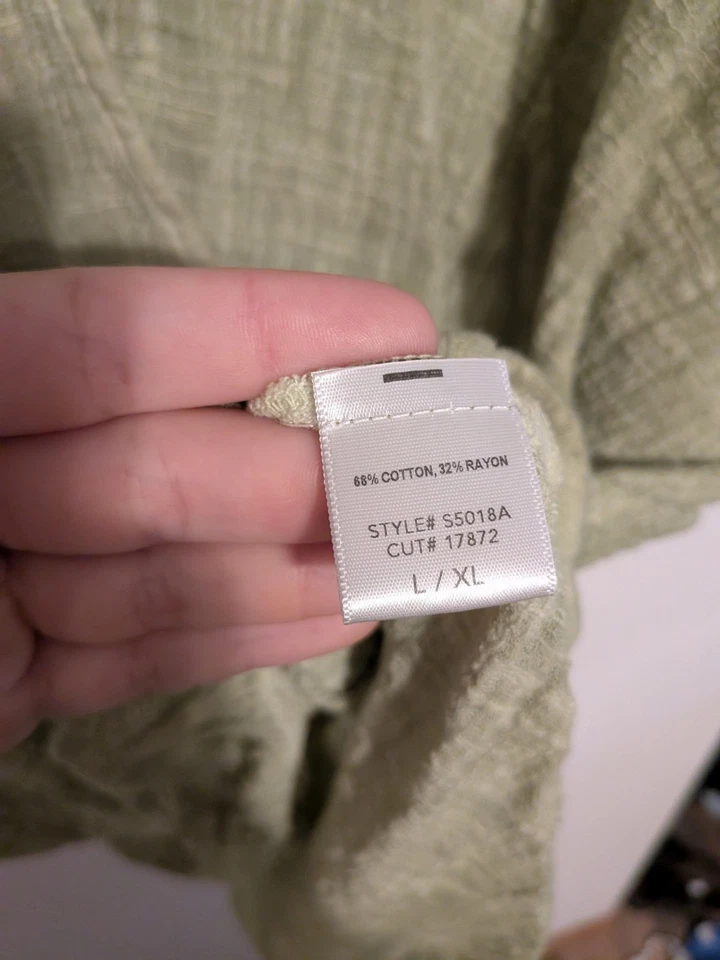 68% COTTON, 32% RAYON
STYLE# S5018A
CUT# 17872
L / XL